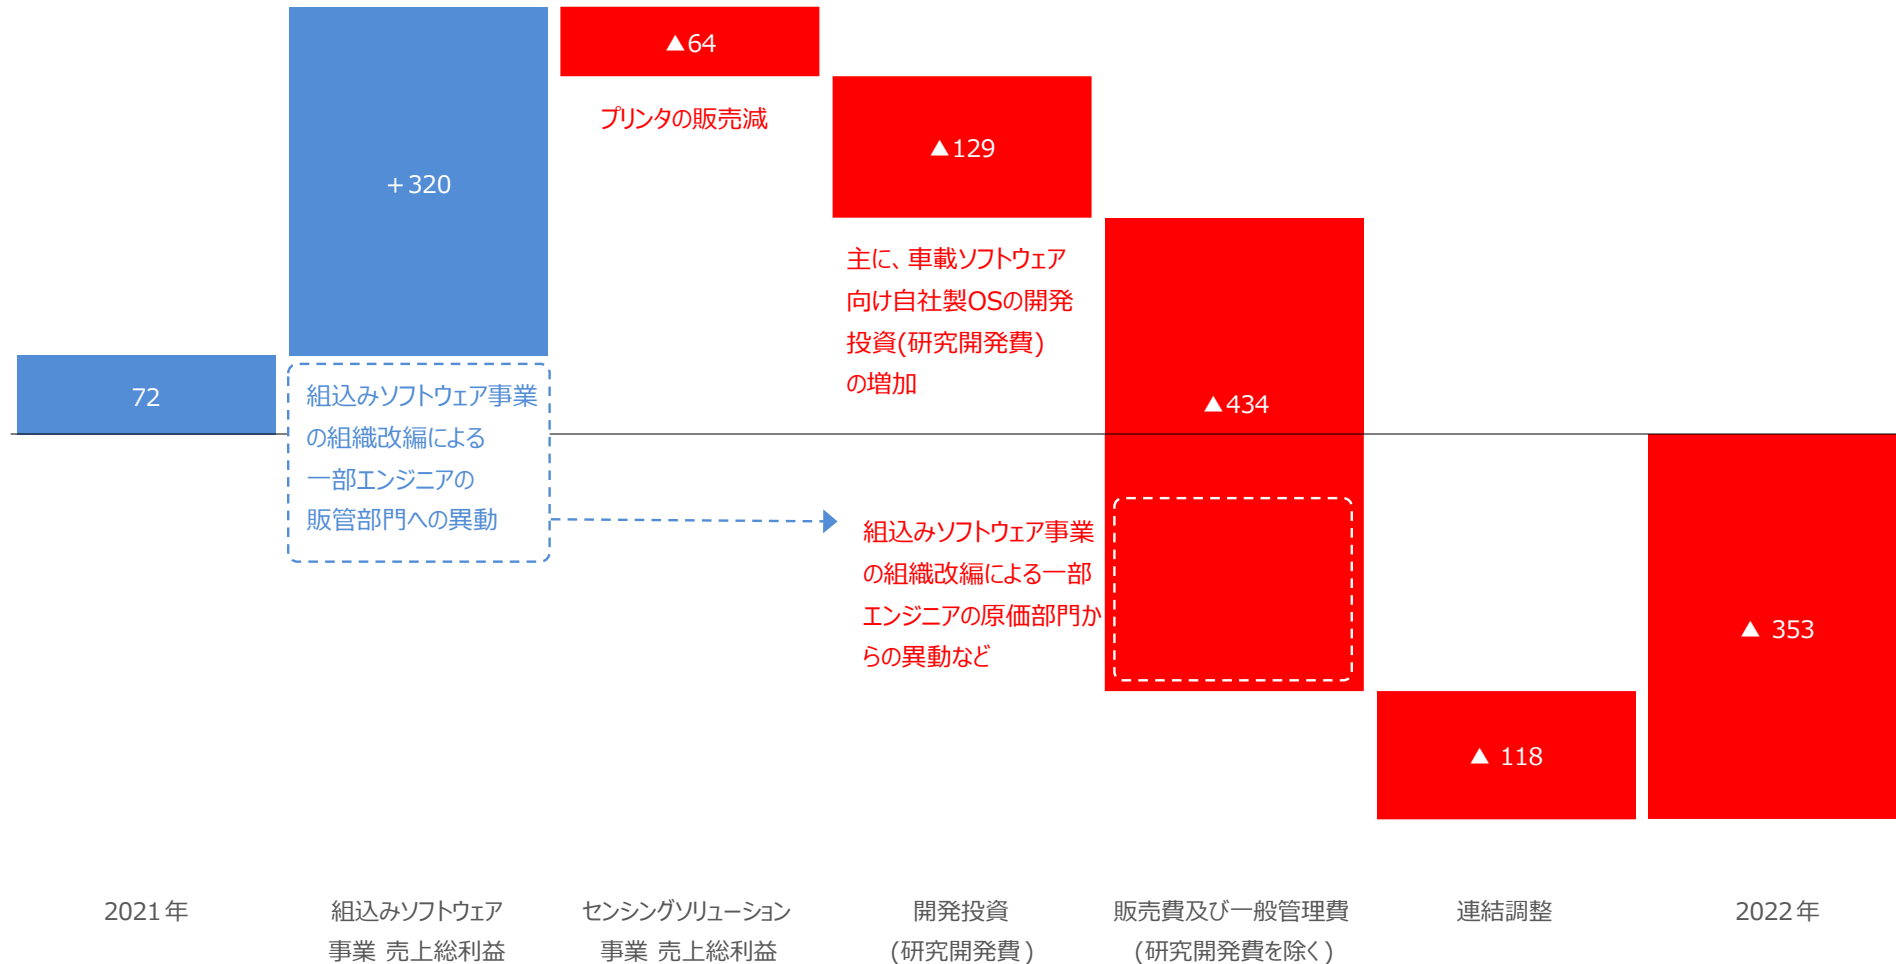 ▲64
プリンタの販売減
▲129
+320
主に、車載ソフトウェア
向け自社製OSの開発
投資(研究開発費)
の増加
72
組込みソフトウェア事業
の組織改編による
一部エンジニアの
販管部門への異動
▲434
組込みソフトウェア事業
の組織改編による一部
エンジニアの原価部門か
らの異動など
▲ 353
▲ 118
2021年
組込みソフトウェア
事業 売上総利益
センシングソリューション
事業 売上総利益
開発投資
(研究開発費)
販売費及び一般管理費
(研究開発費を除く)
連結調整
2022年